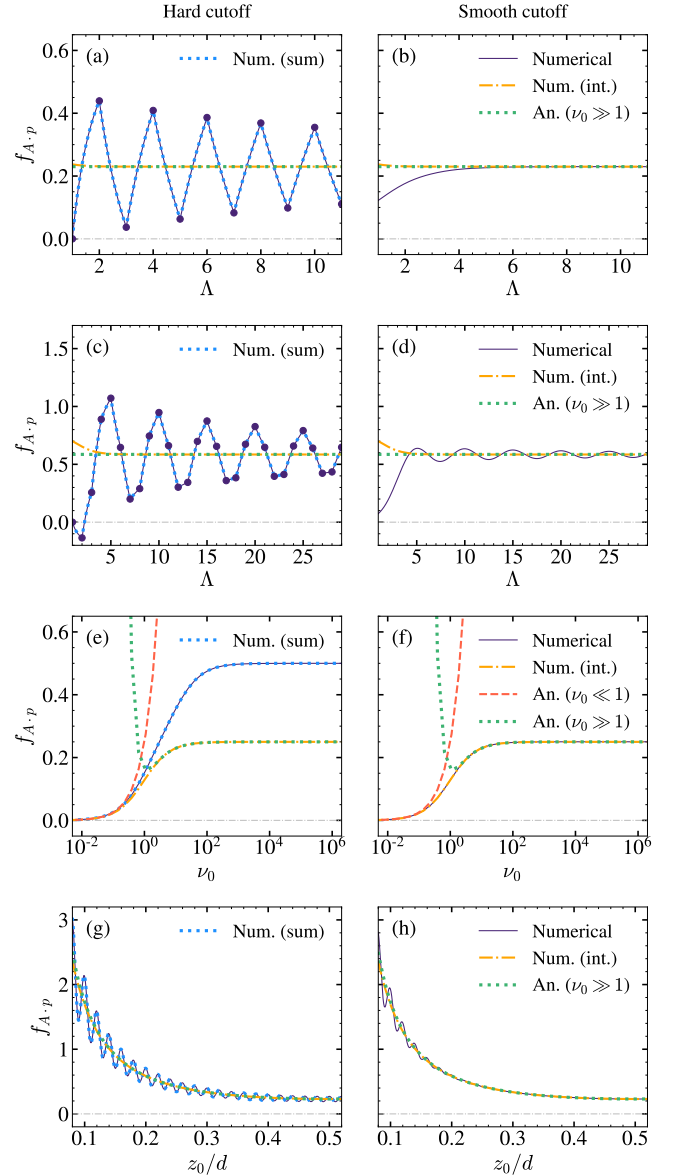 Hard cutoff
Smooth cutoff
(a)
Num. (sum)
0.6
0.4
0.2
0.0
f_{A·p}
2 4 6 8 10
Λ
(b)
Numerical
Num. (int.)
An. (ν₀ ≫ 1)
2 4 6 8 10
Λ
(c)
Num. (sum)
1.5
1.0
0.5
0.0
f_{A·p}
5 10 15 20 25
Λ
(d)
Numerical
Num. (int.)
An. (ν₀ ≫ 1)
5 10 15 20 25
Λ
(e)
Num. (sum)
0.6
0.4
0.2
0.0
f_{A·p}
10⁻² 10⁰ 10² 10⁴ 10⁶
ν₀
(f)
Numerical
Num. (int.)
An. (ν₀ ≪ 1)
An. (ν₀ ≫ 1)
10⁻² 10⁰ 10² 10⁴ 10⁶
ν₀
(g)
Num. (sum)
3
2
1
0
f_{A·p}
0.1 0.2 0.3 0.4 0.5
z₀/d
(h)
Numerical
Num. (int.)
An. (ν₀ ≫ 1)
0.1 0.2 0.3 0.4 0.5
z₀/d